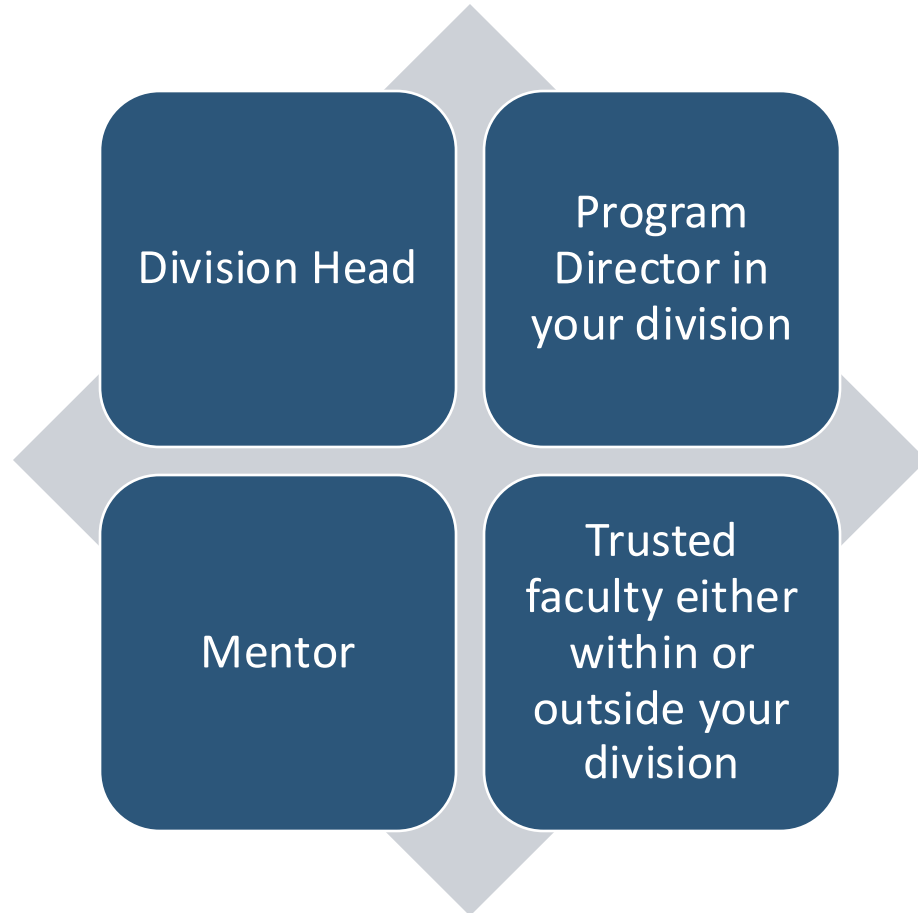 Division Head
Program
Director in
your division
Mentor
Trusted
faculty either
within or
outside your
division